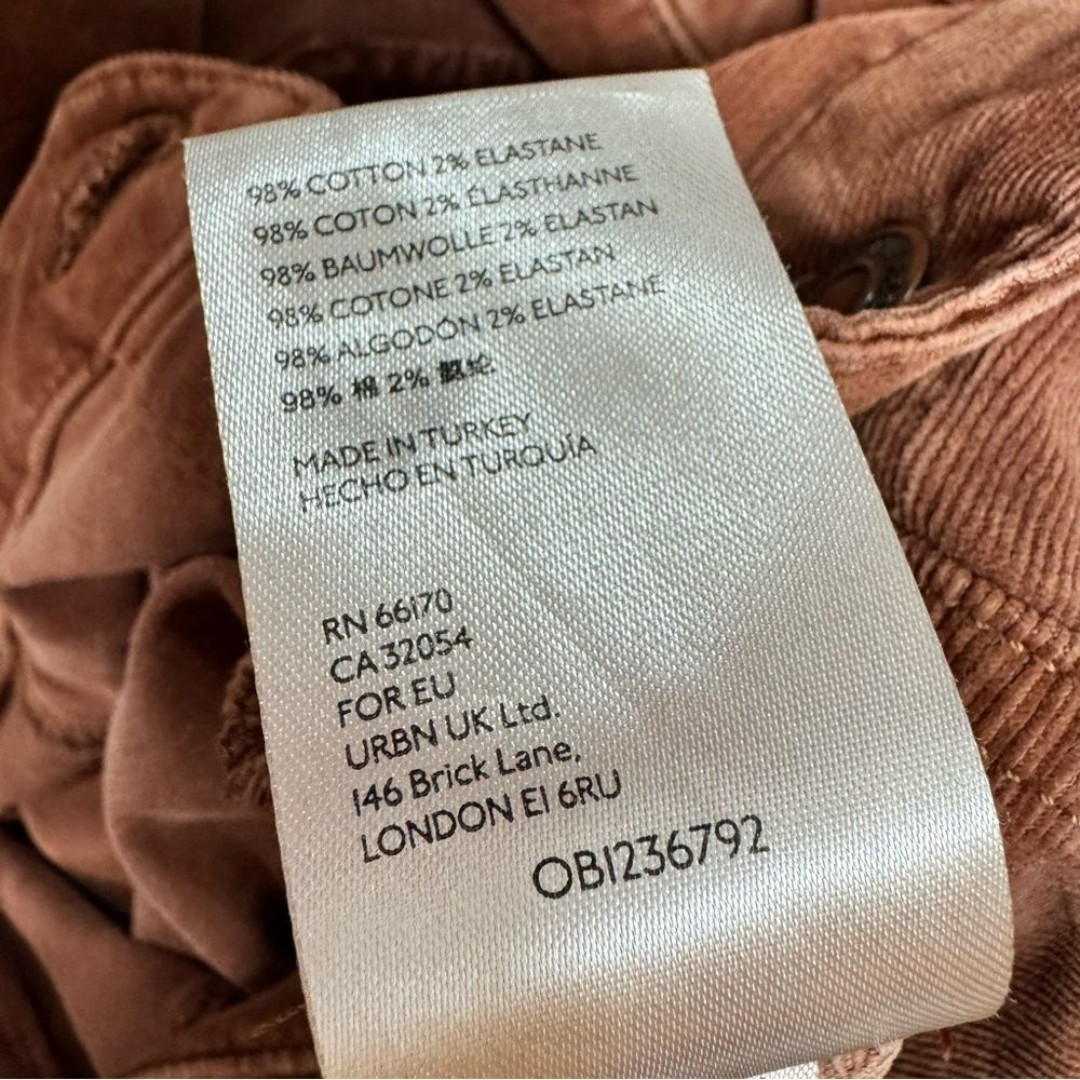 98% COTTON 2% ELASTANE
98% COTON 2% ÉLASTHANNE
98% BAUMWOLLE 2% ELASTAN
98% COTONE 2% ELASTAN
98% ALGODÓN 2% ELASTANE
98% 棉 2%
MADE IN TURKEY
HECHO EN TURQUÍA
RN 66170
CA 32054
FOR EU
URBN UK Ltd.
146 Brick Lane,
LONDON E1 6RU
OB1236792